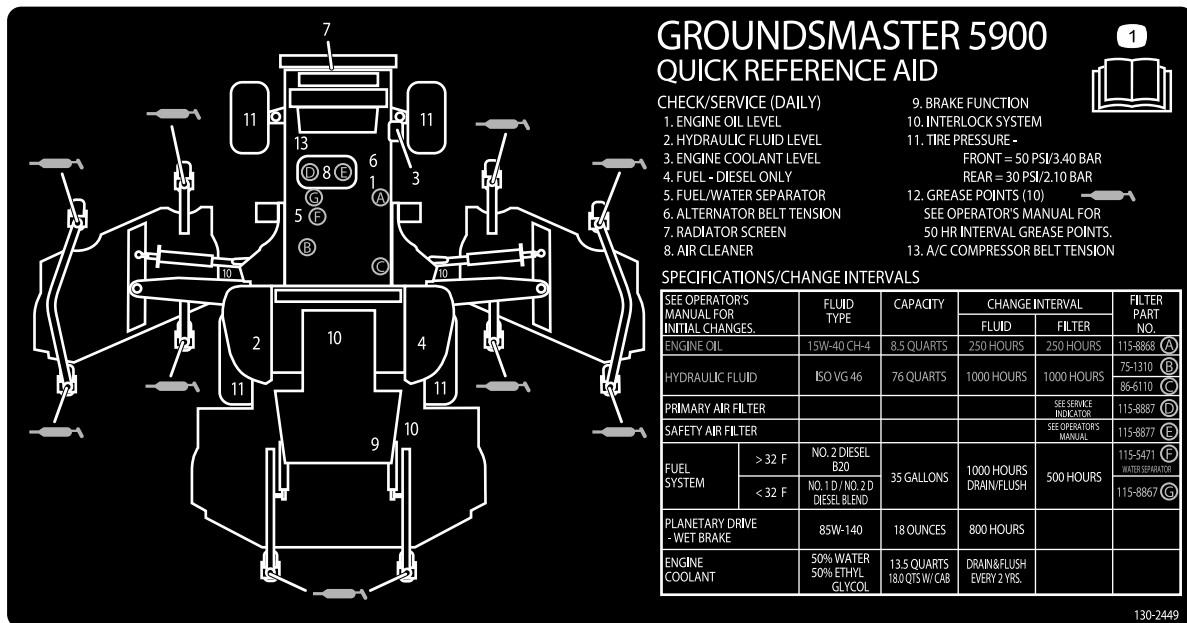 GROUNDSMASTER 5900
QUICK REFERENCE AID
1
CHECK/SERVICE (DAILY)
1. ENGINE OIL LEVEL
2. HYDRAULIC FLUID LEVEL
3. ENGINE COOLANT LEVEL
4. FUEL - DIESEL ONLY
5. FUEL/WATER SEPARATOR
6. ALTERNATOR BELT TENSION
7. RADIATOR SCREEN
8. AIR CLEANER
9. BRAKE FUNCTION
10. INTERLOCK SYSTEM
11. TIRE PRESSURE -
FRONT = 50 PSI/3.40 BAR
REAR = 30 PSI/2.10 BAR
12. GREASE POINTS (10)
SEE OPERATOR'S MANUAL FOR
50 HR INTERVAL GREASE POINTS.
13. A/C COMPRESSOR BELT TENSION
7
11
11
13
6
D 8 E
1
3
G
A
5 F
B
C
10
10
2
10
4
11
11
10
9
SPECIFICATIONS/CHANGE INTERVALS
SEE OPERATOR'S
MANUAL FOR
INITIAL CHANGES.
FLUID
TYPE
CAPACITY
CHANGE INTERVAL
FLUID
FILTER
FILTER
PART
NO.
ENGINE OIL 15W-40 CH-4 8.5 QUARTS 250 HOURS 250 HOURS 115-8868 A
HYDRAULIC FLUID ISO VG 46 76 QUARTS 1000 HOURS 1000 HOURS
75-1310 B
86-6110 C
PRIMARY AIR FILTER
SEE SERVICE
INDICATOR
115-8887 D
SAFETY AIR FILTER
SEE OPERATOR'S
MANUAL
115-8877 E
FUEL
SYSTEM
> 32 F
NO. 2 DIESEL
B20
< 32 F
NO. 1 D / NO. 2 D
DIESEL BLEND
35 GALLONS
1000 HOURS
DRAIN/FLUSH
500 HOURS
115-5471 F
WATER SEPARATOR
115-8867 G
PLANETARY DRIVE
- WET BRAKE
85W-140 18 OUNCES 800 HOURS
ENGINE
COOLANT
50% WATER
50% ETHYL
GLYCOL
13.5 QUARTS
18.0 QTS W/ CAB
DRAIN&FLUSH
EVERY 2 YRS.
130-2449